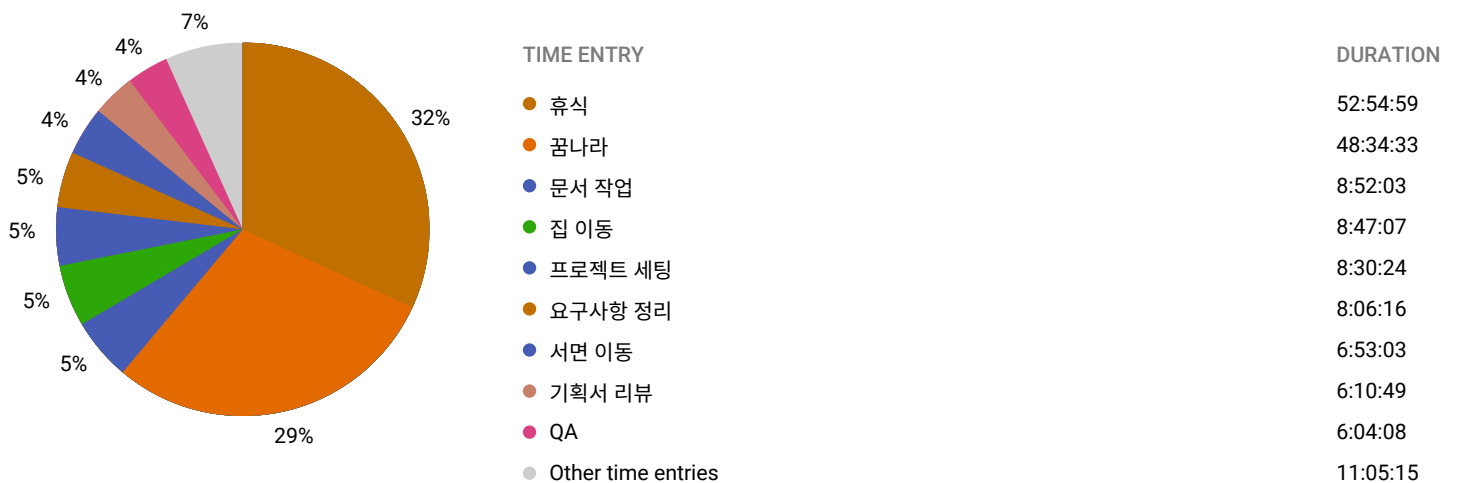 7%
4%
4%
4%
5%
5%
5%
5%
29%
32%
TIME ENTRY DURATION
휴식 52:54:59
꿈나라 48:34:33
문서 작업 8:52:03
집 이동 8:47:07
프로젝트 세팅 8:30:24
요구사항 정리 8:06:16
서면 이동 6:53:03
기획서 리뷰 6:10:49
QA 6:04:08
Other time entries 11:05:15